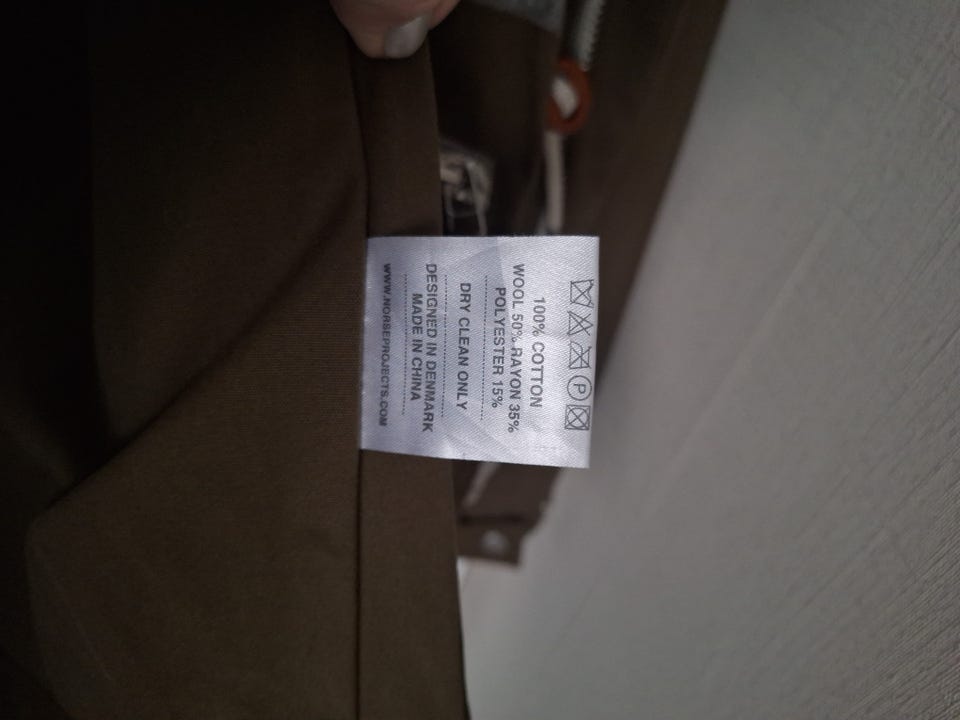 100% COTTON
WOOL 50% RAYON 35%
POLYESTER 15%
DRY CLEAN ONLY
DESIGNED IN DENMARK
MADE IN CHINA
WWW.NORSEPROJECTS.COM